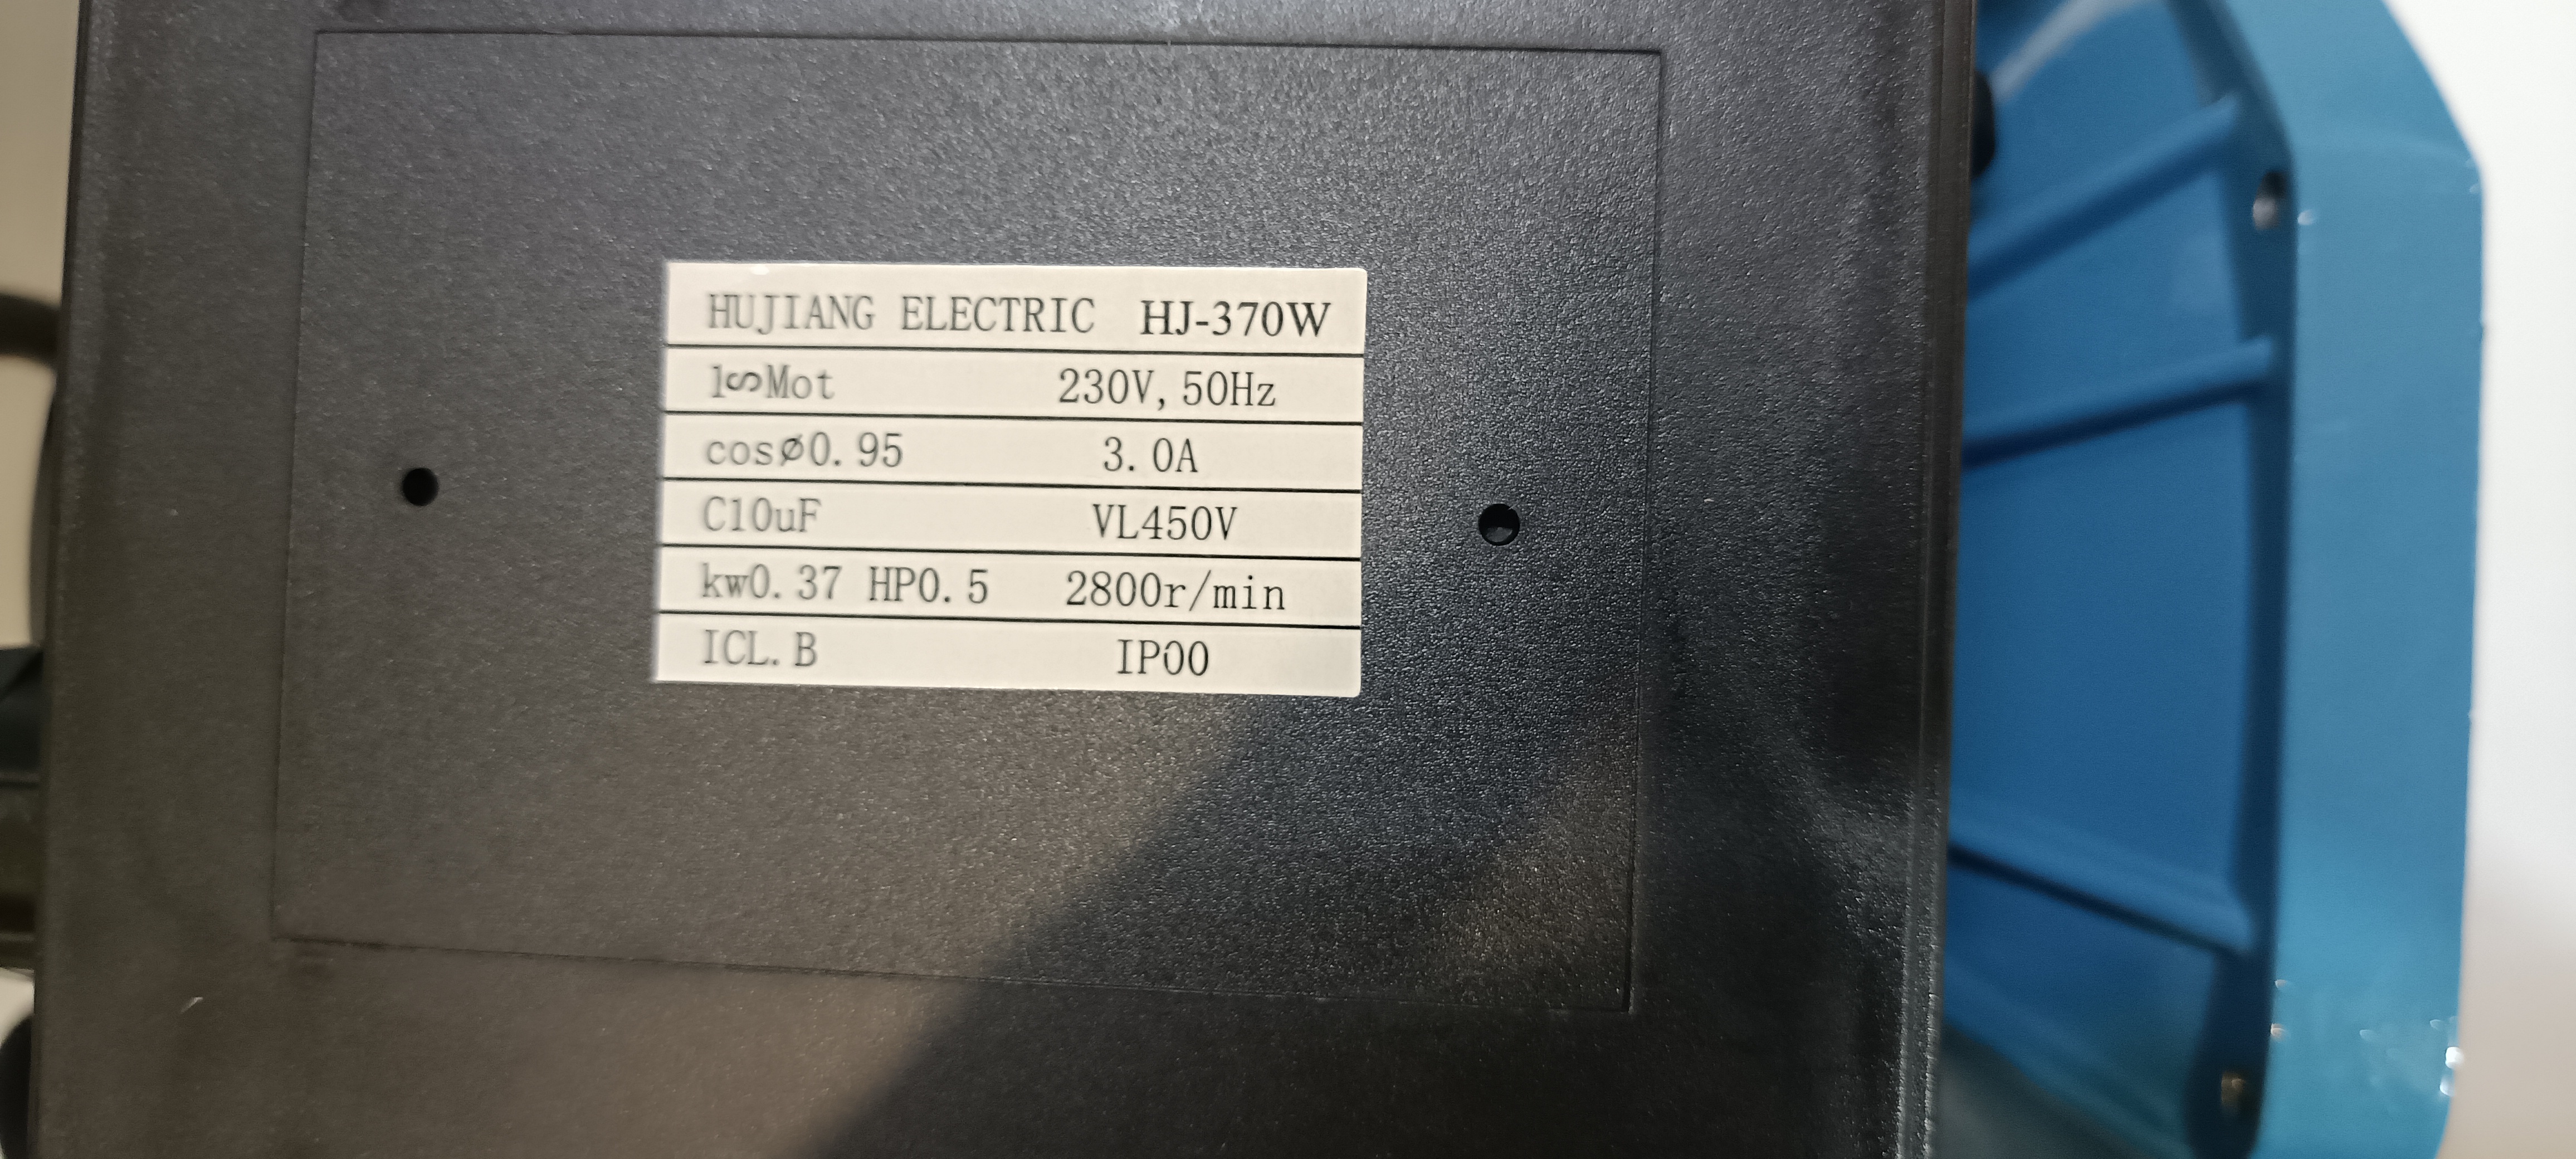 HUJIANG ELECTRIC HJ-370W
1∽Mot 230V, 50Hz
cosø0.95 3.0A
C10uF VL450V
kw0.37 HP0.5 2800r/min
ICL.B IP00